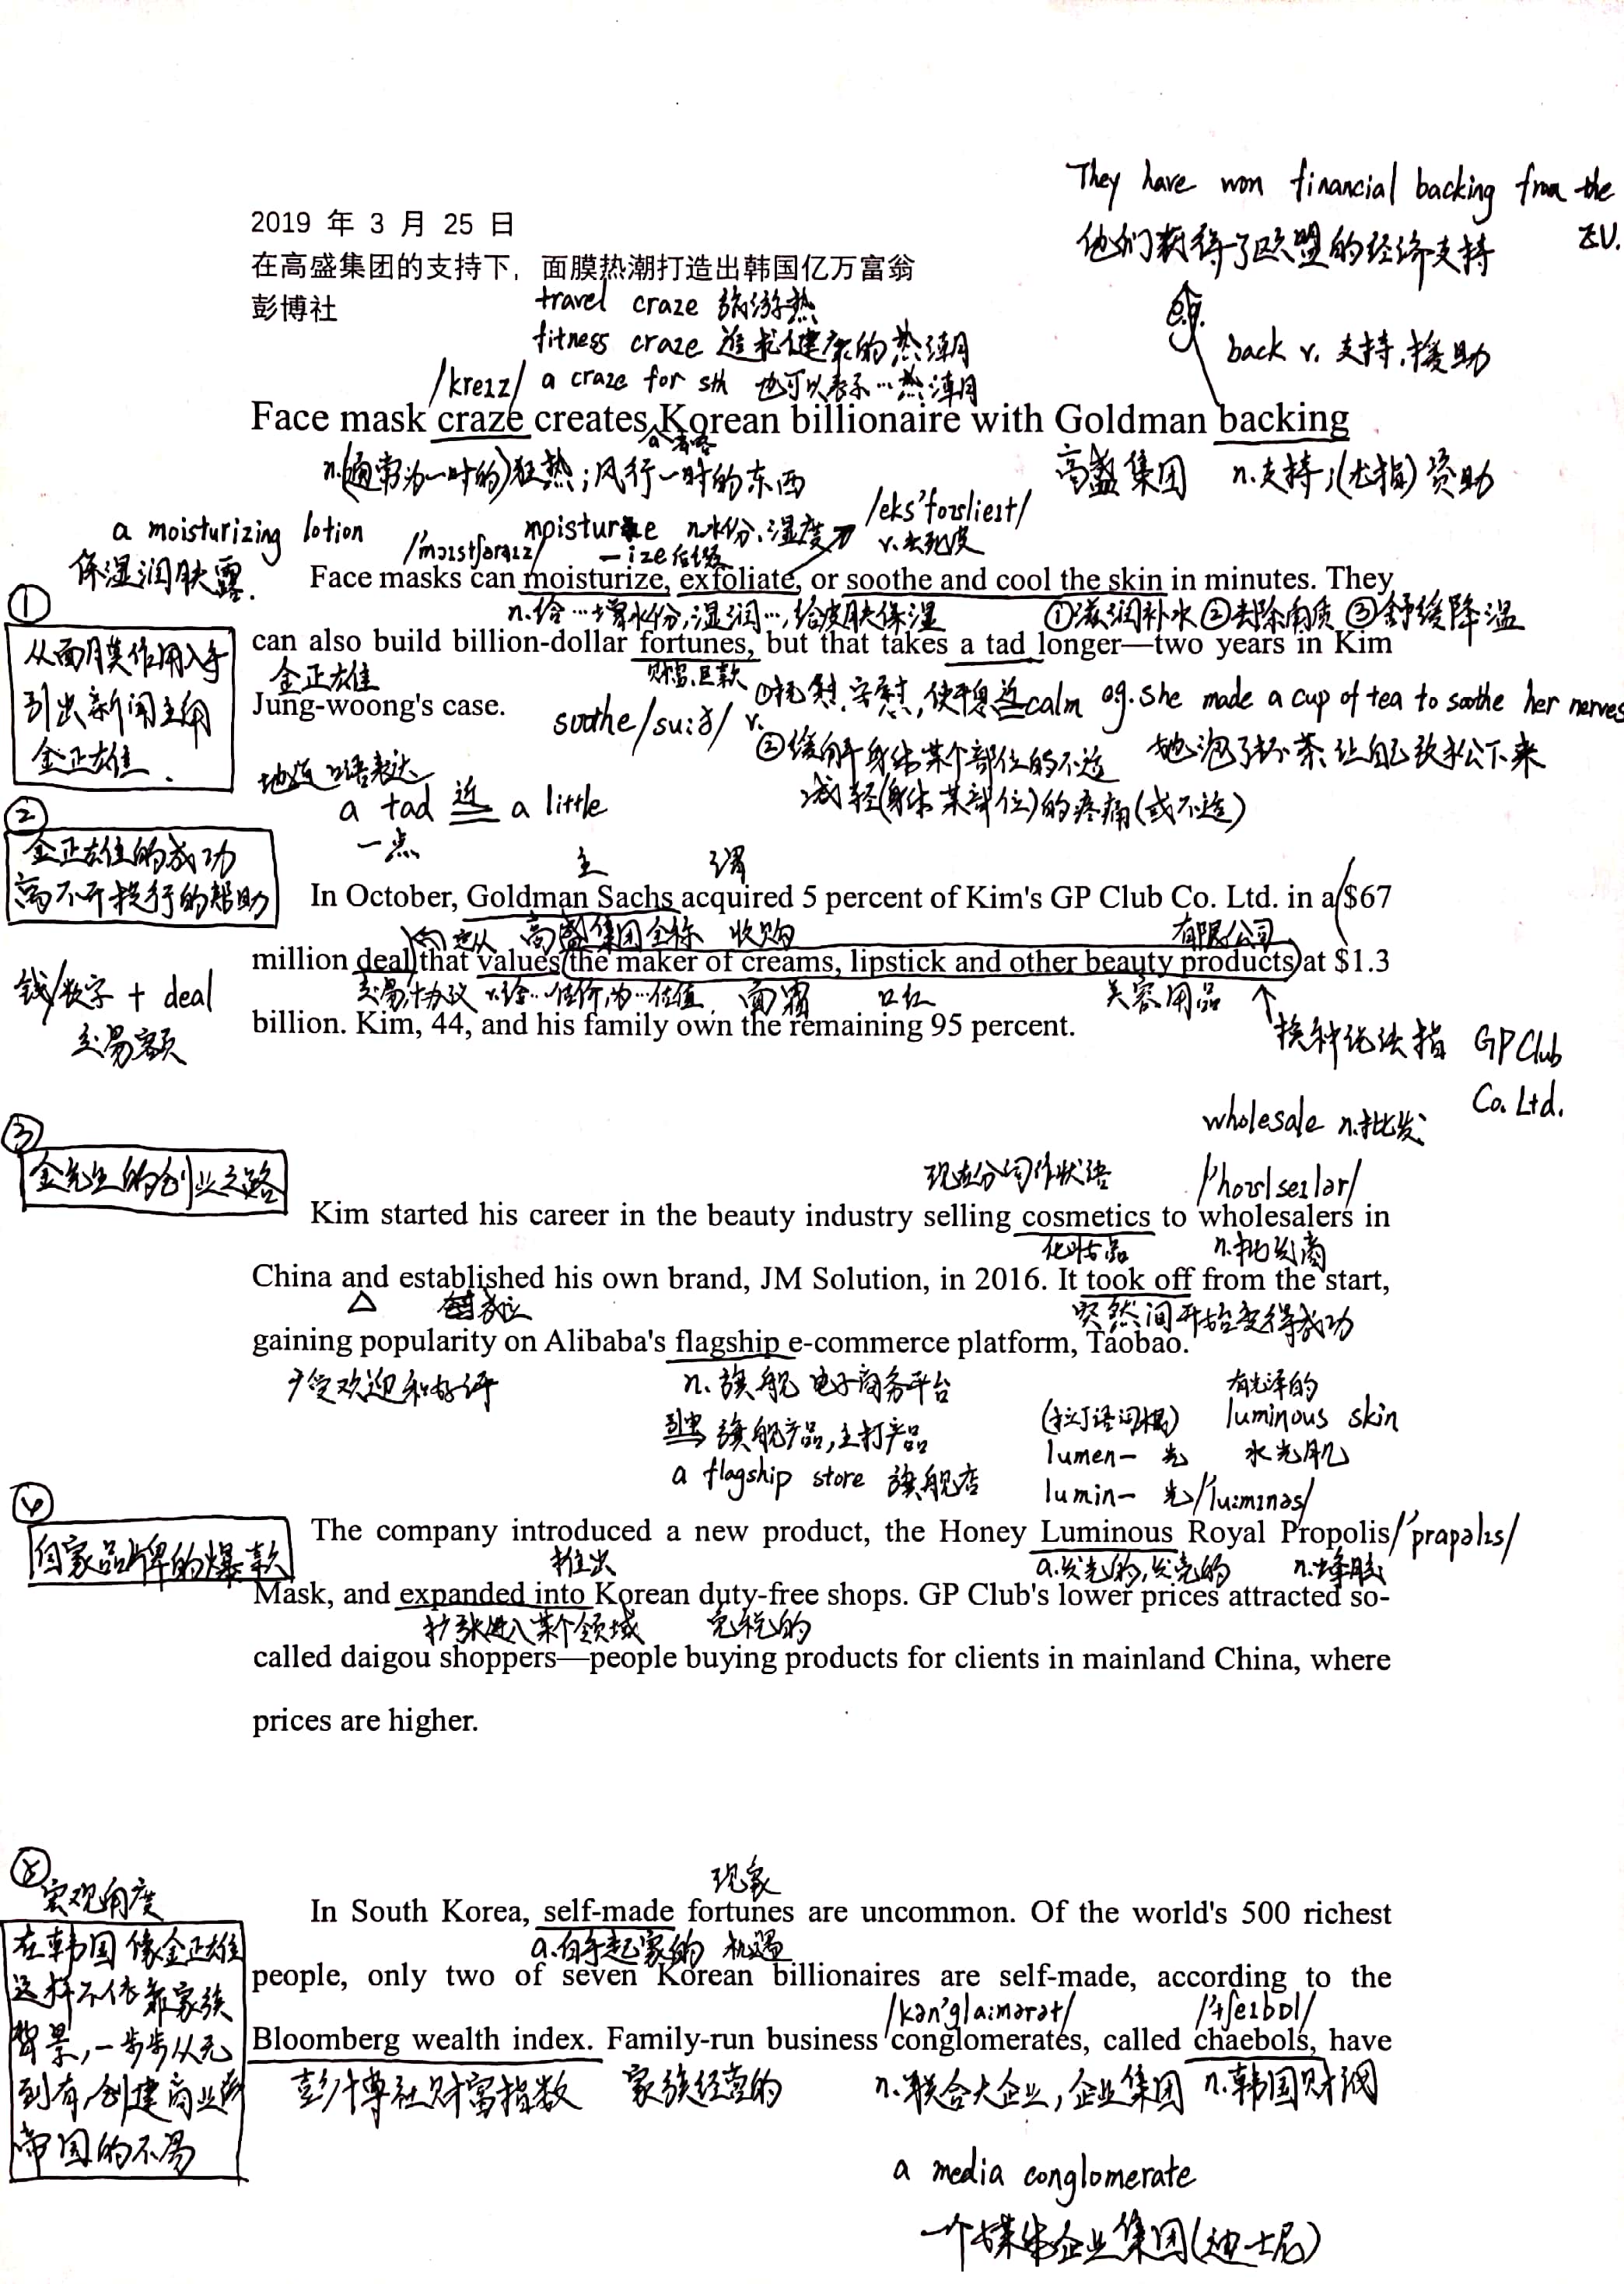 They have won financial backing from the
EU.
2019 年 3 月 25 日
他们获得了欧盟的经济支持
在高盛集团的支持下，面膜热潮打造出韩国亿万富翁
彭博社
travel craze 旅游热
e.g.
fitness craze 追求健康的热潮
back v. 支持,援助
/kreɪz/ a craze for sth 也可以表示…热潮
Face mask craze creates Korean billionaire with Goldman backing
a 省略
n.(通常为一时的)狂热;风行一时的东西
高盛集团 n.支持;(尤指)资助
a moisturizing lotion
保湿润肤露.
moisture n.水份,湿度
/eksˈfoʊslieɪt/
v.去死皮
/ˈmɔɪstʃəraɪz/ -ize后缀
①
Face masks can moisturize, exfoliate, or soothe and cool the skin in minutes. They
n.给…增水份,湿润…,给皮肤保湿
①滋润补水 ②去除角质 ③舒缓降温
从面膜作用入手
引出新闻主角
金正雄.
can also build billion-dollar fortunes, but that takes a tad longer—two years in Kim
金正雄
财富,巨款
Jung-woong's case.
soothe /suːð/ v.
①抚慰,安慰,使平息 近 calm e.g. She made a cup of tea to soothe her nerves
她泡了杯茶,让自己放松下来
②缓解身体某个部位的不适
减轻(身体某部位)的疼痛(或不适)
地道口语表达
a tad 近 a little
一点
②
金正雄的成功
离不开投行的帮助
主 谓
In October, Goldman Sachs acquired 5 percent of Kim's GP Club Co. Ltd. in a $67
定从 高盛集团全称 收购 有限公司
million deal that values the maker of creams, lipstick and other beauty products at $1.3
钱/数字 + deal
交易额
交易,协议 v.给…估价,为…估值 面霜 口红 美容用品
billion. Kim, 44, and his family own the remaining 95 percent.
换种说法指 GP Club
Co. Ltd.
wholesale n.批发
③
金先生的创业之路
现在分词作状语 /ˈhoʊlseɪlər/
Kim started his career in the beauty industry selling cosmetics to wholesalers in
化妆品 n.批发商
China and established his own brand, JM Solution, in 2016. It took off from the start,
成立
突然间开始变得成功
gaining popularity on Alibaba's flagship e-commerce platform, Taobao.
广受欢迎和好评
n. 旗舰 电子商务平台
旗舰产品,主打产品
a flagship store 旗舰店
(拉丁语词根)
lumen- 光
lumin- 光
有光泽的
luminous skin
水光肌
/ˈluːmɪnəs/
④
自家品牌的爆款
The company introduced a new product, the Honey Luminous Royal Propolis /ˈprɑpəlɪs/
推出 a.发光的,发亮的 n.蜂胶
Mask, and expanded into Korean duty-free shops. GP Club's lower prices attracted so-
扩张进入某个领域 免税的
called daigou shoppers—people buying products for clients in mainland China, where
prices are higher.
⑤
宏观角度
在韩国像金正雄
这样不依靠家族
背景,一步步从无
到有,创建商业
帝国的不易
现象
In South Korea, self-made fortunes are uncommon. Of the world's 500 richest
a.白手起家的 机遇
people, only two of seven Korean billionaires are self-made, according to the
/kənˈɡlɑːmərət/ /ˈtʃeɪbɒl/
Bloomberg wealth index. Family-run business conglomerates, called chaebols, have
彭博社财富指数 家族经营的 n.联合大企业,企业集团 n.韩国财阀
a media conglomerate
一个媒体企业集团(迪士尼)